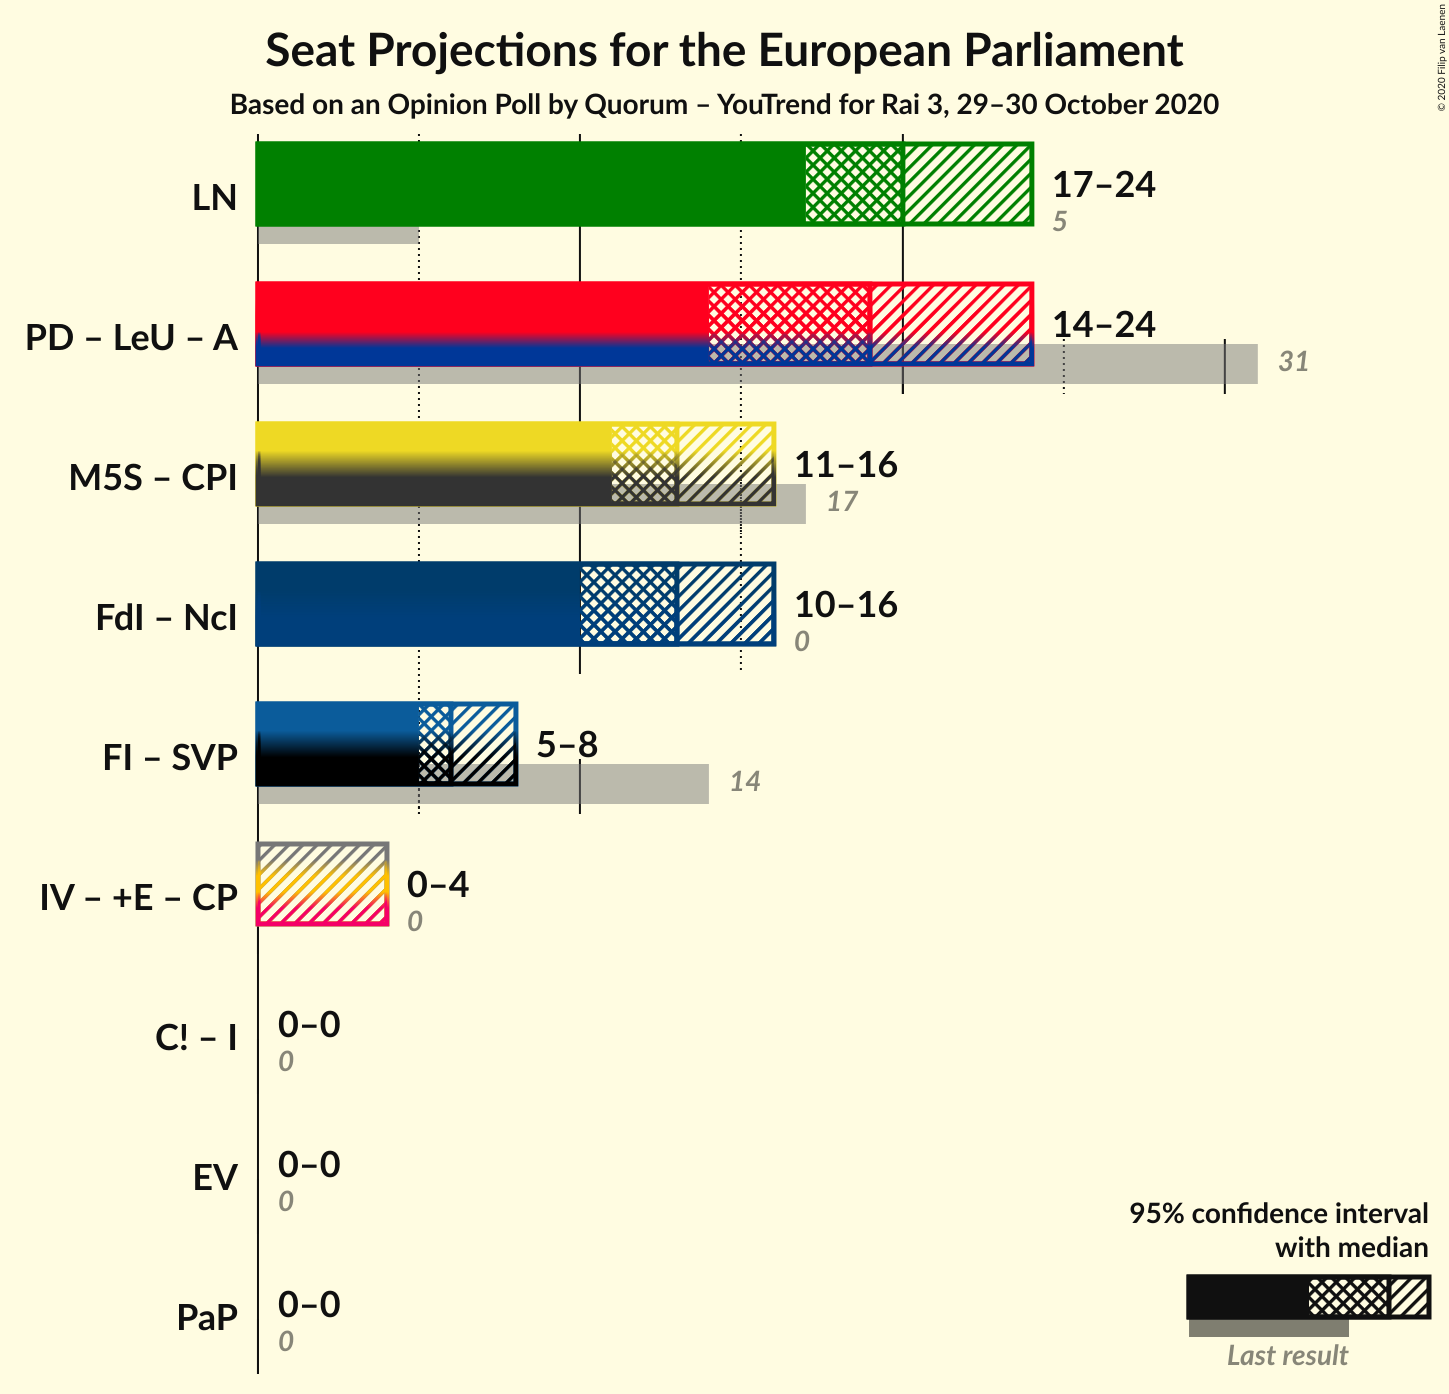 Seat Projections for the European Parliament
Based on an Opinion Poll by Quorum – YouTrend for Rai 3, 29–30 October 2020
© 2020 Filip van Laenen
LN
17–24
5
PD – LeU – A
14–24
31
M5S – CPI
11–16
17
FdI – NcI
10–16
0
FI – SVP
5–8
14
IV – +E – CP
0–4
0
C! – I
0–0
0
EV
0–0
0
PaP
0–0
0
95% confidence interval
with median
Last result